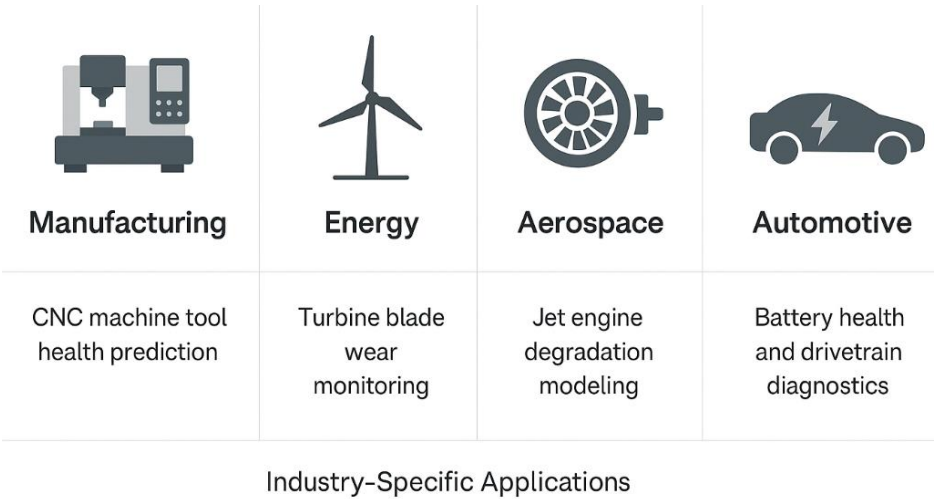 Manufacturing
Energy
Aerospace
Automotive
CNC machine tool
health prediction
Turbine blade
wear
monitoring
Jet engine
degradation
modeling
Battery health
and drivetrain
diagnostics
Industry-Specific Applications